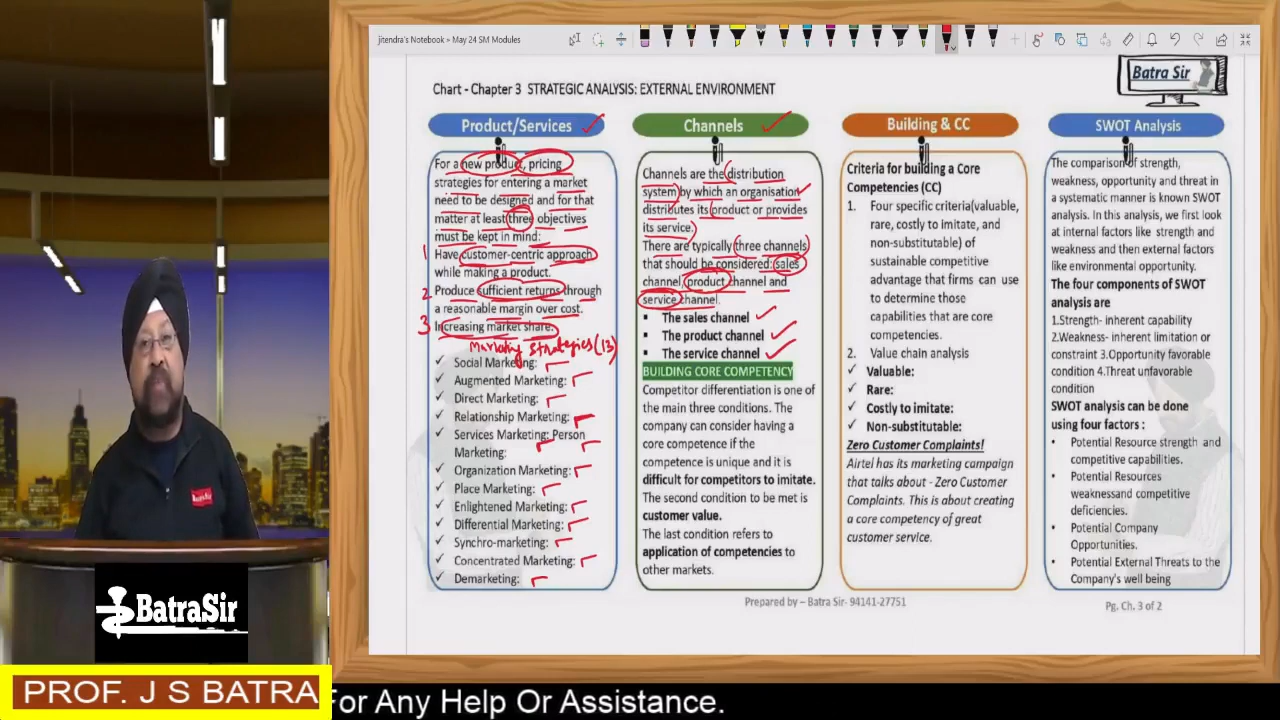 jitendra's Notebook » May 24 SM Modules
Batra Sir
Chart - Chapter 3 STRATEGIC ANALYSIS: EXTERNAL ENVIRONMENT
Product/Services
For a new product, pricing
strategies for entering a market
need to be designed and for that
matter at least three objectives
must be kept in mind:
1 Have customer-centric approach
while making a product.
2 Produce sufficient returns through
a reasonable margin over cost.
3 Increasing market share.
Marketing Strategies (13)
✓ Social Marketing:
✓ Augmented Marketing:
✓ Direct Marketing:
✓ Relationship Marketing:
✓ Services Marketing: Person
Marketing:
✓ Organization Marketing:
✓ Place Marketing:
✓ Enlightened Marketing:
✓ Differential Marketing:
✓ Synchro-marketing:
✓ Concentrated Marketing:
✓ Demarketing:
Channels
Channels are the distribution
system by which an organisation
distributes its product or provides
its service.
There are typically three channels
that should be considered: sales
channel, product channel and
service channel.
▪ The sales channel
▪ The product channel
▪ The service channel
BUILDING CORE COMPETENCY
Competitor differentiation is one of
the main three conditions. The
company can consider having a
core competence if the
competence is unique and it is
difficult for competitors to imitate.
The second condition to be met is
customer value.
The last condition refers to
application of competencies to
other markets.
Building & CC
Criteria for building a Core
Competencies (CC)
1. Four specific criteria(valuable,
rare, costly to imitate, and
non-substitutable) of
sustainable competitive
advantage that firms can use
to determine those
capabilities that are core
competencies.
2. Value chain analysis
✓ Valuable:
✓ Rare:
✓ Costly to imitate:
✓ Non-substitutable:
Zero Customer Complaints!
Airtel has its marketing campaign
that talks about - Zero Customer
Complaints. This is about creating
a core competency of great
customer service.
SWOT Analysis
The comparison of strength,
weakness, opportunity and threat in
a systematic manner is known SWOT
analysis. In this analysis, we first look
at internal factors like strength and
weakness and then external factors
like environmental opportunity.
The four components of SWOT
analysis are
1.Strength- inherent capability
2.Weakness- inherent limitation or
constraint 3.Opportunity favorable
condition 4.Threat unfavorable
condition
SWOT analysis can be done
using four factors :
• Potential Resource strength and
competitive capabilities.
• Potential Resources
weaknessand competitive
deficiencies.
• Potential Company
Opportunities.
• Potential External Threats to the
Company's well being
Prepared by – Batra Sir- 94141-27751
Pg. Ch. 3 of 2
BatraSir
BatraSir
PROF. J S BATRA
For Any Help Or Assistance.